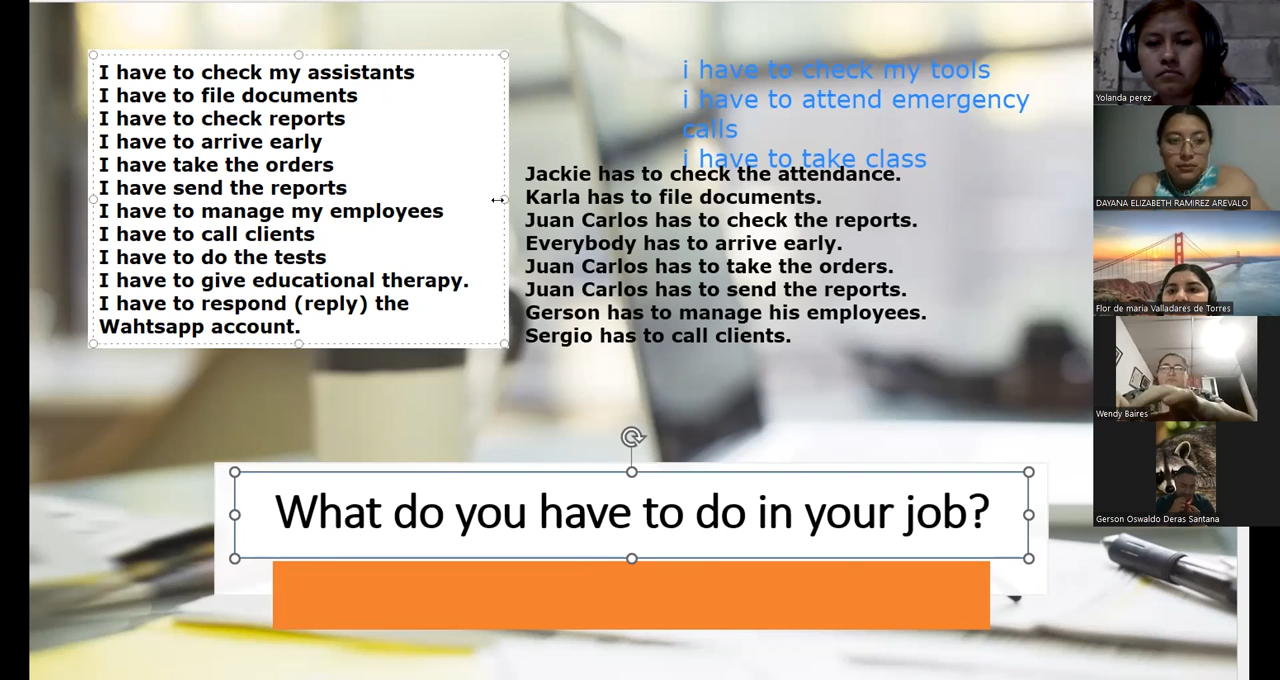 I have to check my assistants
I have to file documents
I have to check reports
I have to arrive early
I have take the orders
I have send the reports
I have to manage my employees
I have to call clients
I have to do the tests
I have to give educational therapy.
I have to respond (reply) the
Wahtsapp account.
i have to check my tools
i have to attend emergency
calls
i have to take class
Jackie has to check the attendance.
Karla has to file documents.
Juan Carlos has to check the reports.
Everybody has to arrive early.
Juan Carlos has to take the orders.
Juan Carlos has to send the reports.
Gerson has to manage his employees.
Sergio has to call clients.
What do you have to do in your job?
Yolanda perez
DAYANA ELIZABETH RAMIREZ AREVALO
Flor de maria Valladares de Torres
Wendy Baires
Gerson Oswaldo Deras Santana